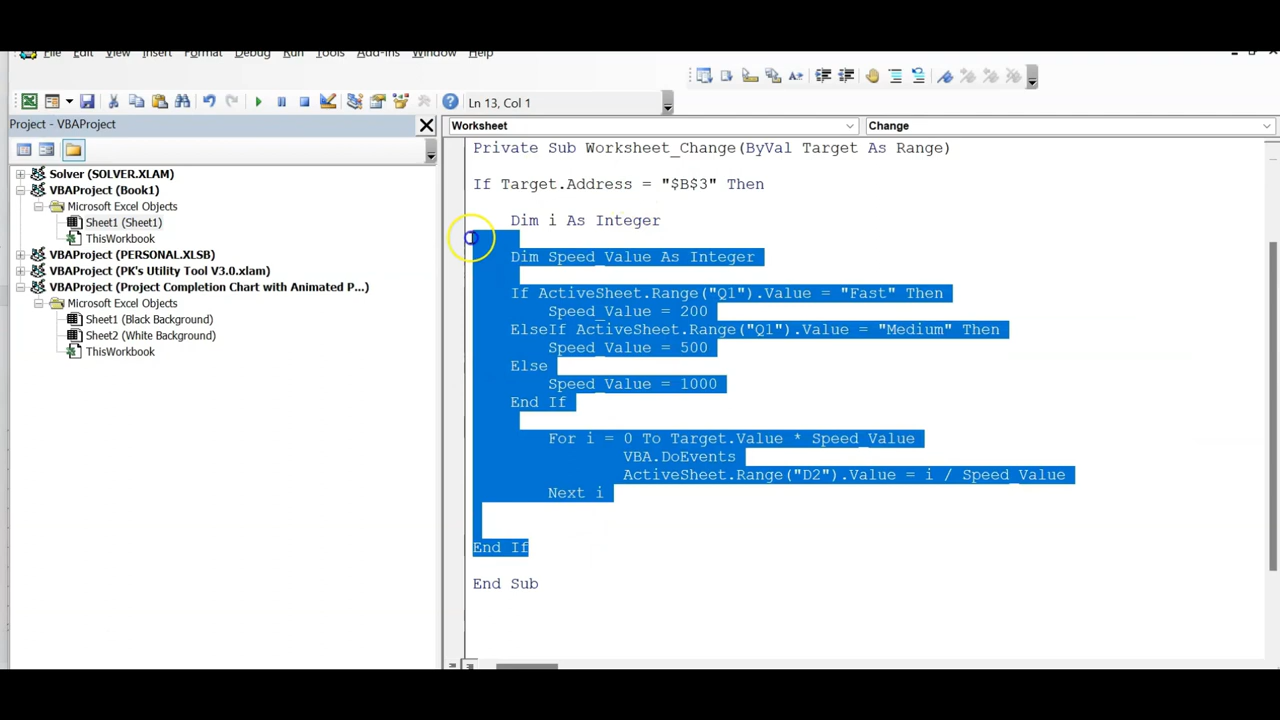 File Edit View Insert Format Debug Run Tools Add-Ins Window Help
Ln 13, Col 1
Project - VBAProject
Worksheet
Change
Solver (SOLVER.XLAM)
VBAProject (Book1)
Microsoft Excel Objects
Sheet1 (Sheet1)
ThisWorkbook
VBAProject (PERSONAL.XLSB)
VBAProject (PK's Utility Tool V3.0.xlam)
VBAProject (Project Completion Chart with Animated P...)
Microsoft Excel Objects
Sheet1 (Black Background)
Sheet2 (White Background)
ThisWorkbook
Private Sub Worksheet_Change(ByVal Target As Range)
If Target.Address = "$B$3" Then
Dim i As Integer
Dim Speed_Value As Integer
If ActiveSheet.Range("Q1").Value = "Fast" Then
Speed_Value = 200
ElseIf ActiveSheet.Range("Q1").Value = "Medium" Then
Speed_Value = 500
Else
Speed_Value = 1000
End If
For i = 0 To Target.Value * Speed_Value
VBA.DoEvents
ActiveSheet.Range("D2").Value = i / Speed_Value
Next i
End If
End Sub